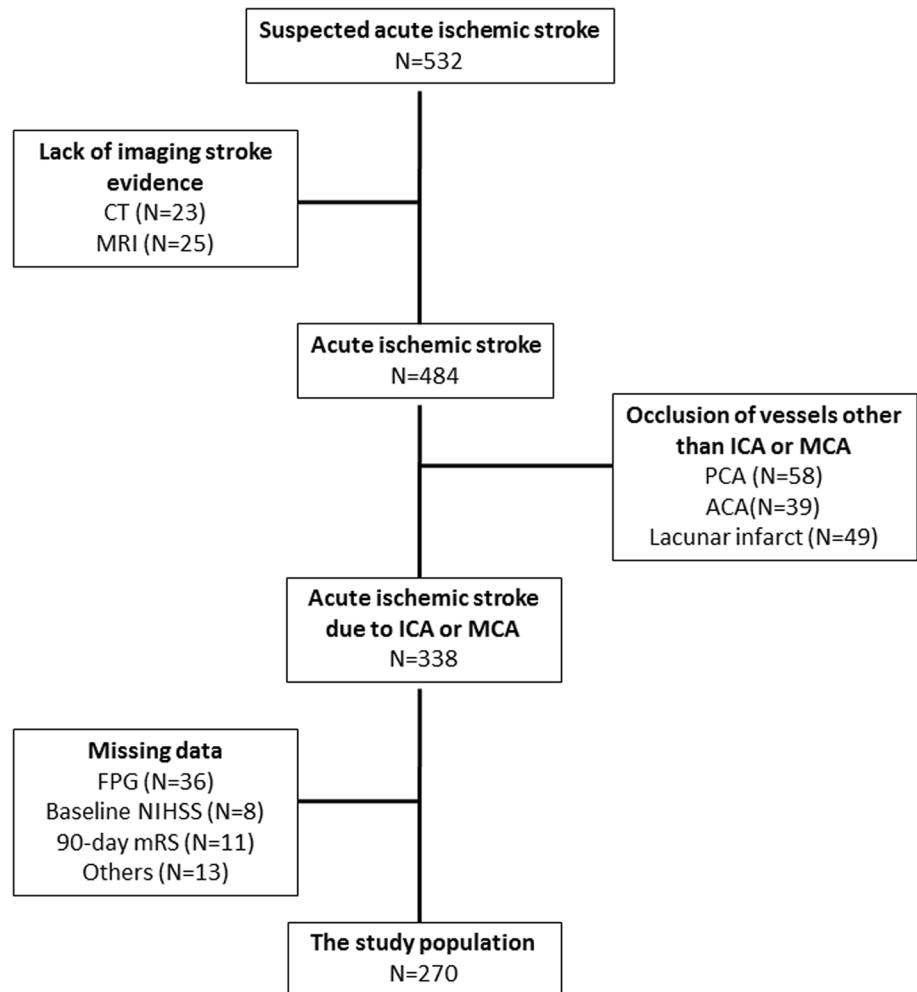 Suspected acute ischemic stroke
N=532
Lack of imaging stroke
evidence
CT (N=23)
MRI (N=25)
Acute ischemic stroke
N=484
Occlusion of vessels other
than ICA or MCA
PCA (N=58)
ACA(N=39)
Lacunar infarct (N=49)
Acute ischemic stroke
due to ICA or MCA
N=338
Missing data
FPG (N=36)
Baseline NIHSS (N=8)
90-day mRS (N=11)
Others (N=13)
The study population
N=270